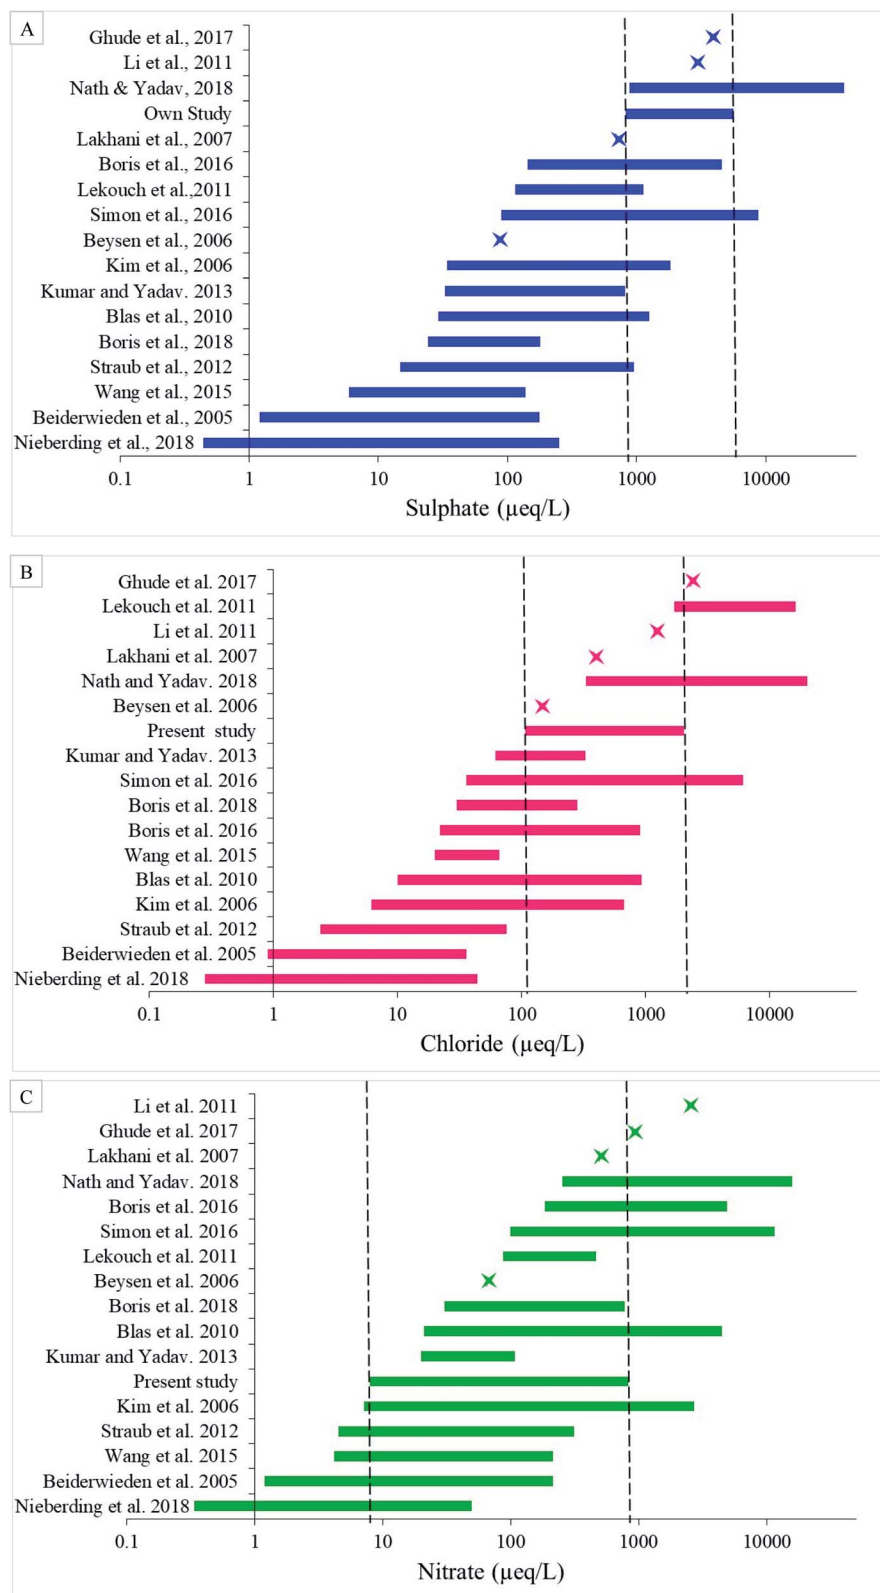 A
Ghude et al., 2017
Li et al., 2011
Nath & Yadav, 2018
Own Study
Lakhani et al., 2007
Boris et al., 2016
Lekouch et al.,2011
Simon et al., 2016
Beysen et al., 2006
Kim et al., 2006
Kumar and Yadav. 2013
Blas et al., 2010
Boris et al., 2018
Straub et al., 2012
Wang et al., 2015
Beiderwieden et al., 2005
Nieberding et al., 2018
0.1 1 10 100 1000 10000
Sulphate (µeq/L)
B
Ghude et al. 2017
Lekouch et al. 2011
Li et al. 2011
Lakhani et al. 2007
Nath and Yadav. 2018
Beysen et al. 2006
Present study
Kumar and Yadav. 2013
Simon et al. 2016
Boris et al. 2018
Boris et al. 2016
Wang et al. 2015
Blas et al. 2010
Kim et al. 2006
Straub et al. 2012
Beiderwieden et al. 2005
Nieberding et al. 2018
0.1 1 10 100 1000 10000
Chloride (µeq/L)
C
Li et al. 2011
Ghude et al. 2017
Lakhani et al. 2007
Nath and Yadav. 2018
Boris et al. 2016
Simon et al. 2016
Lekouch et al. 2011
Beysen et al. 2006
Boris et al. 2018
Blas et al. 2010
Kumar and Yadav. 2013
Present study
Kim et al. 2006
Straub et al. 2012
Wang et al. 2015
Beiderwieden et al. 2005
Nieberding et al. 2018
0.1 1 10 100 1000 10000
Nitrate (µeq/L)